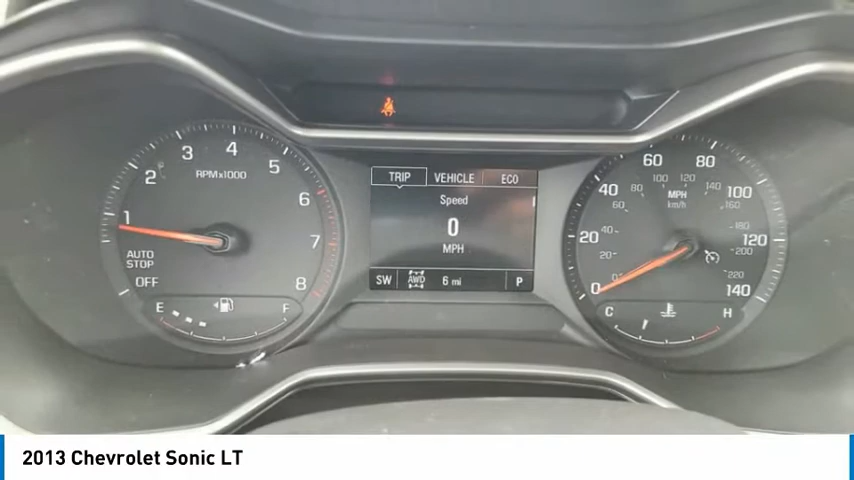 TRIP VEHICLE ECO
Speed
0
MPH
SW AWD 6 mi P
1 2 3 4 5 6 7 8
RPMx1000
AUTO
STOP
OFF
E F
0 20 40 60 80 100 120 140
0 20 40 60 80 100 120 140 160 180 200 220
MPH
km/h
C H
2013 Chevrolet Sonic LT